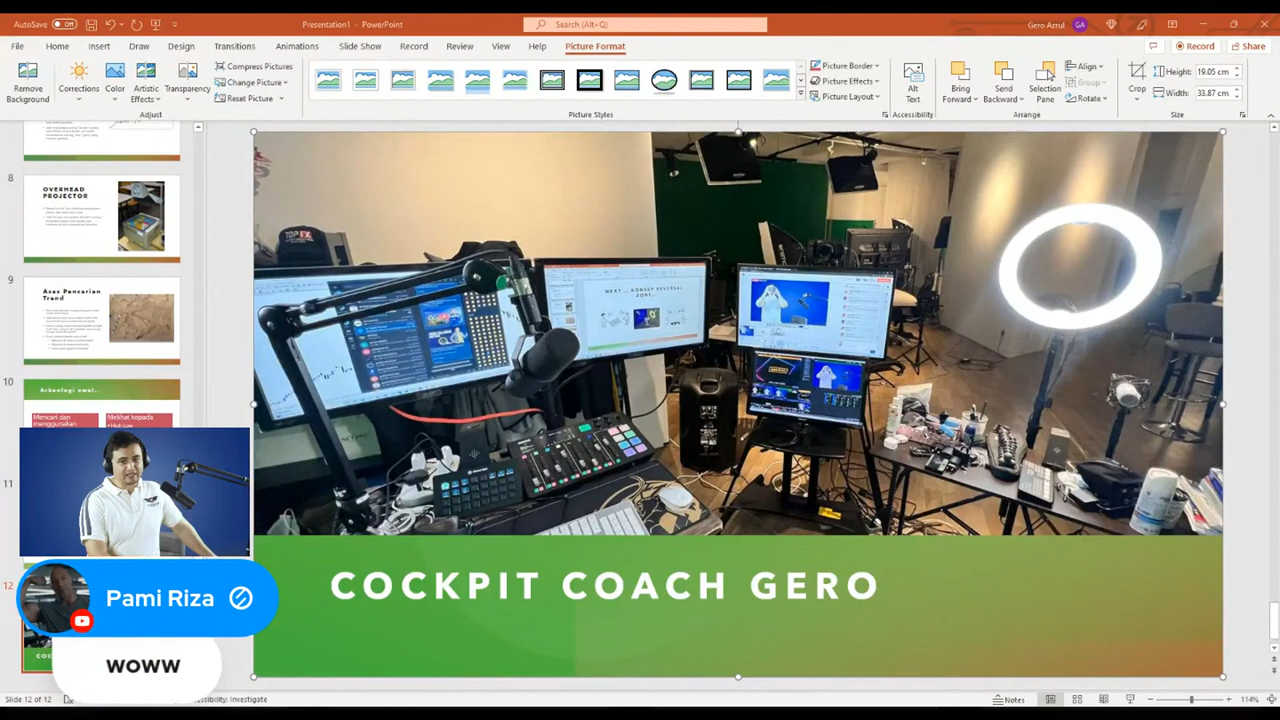 AutoSave Off
Presentation1 - PowerPoint
Search (Alt+Q)
Gero Azrul GA
File Home Insert Draw Design Transitions Animations Slide Show Record Review View Help Picture Format
Record Share
Remove Background
Corrections
Color
Artistic Effects
Transparency
Compress Pictures
Change Picture
Reset Picture
Adjust
Picture Styles
Picture Border
Picture Effects
Picture Layout
Alt Text
Accessibility
Bring Forward
Send Backward
Selection Pane
Align
Group
Rotate
Arrange
Crop
Height: 19.05 cm
Width: 33.87 cm
Size
8
OVERHEAD PROJECTOR
9
Asas Pencarian Trend
10
Arkeologi awal..
Mencari dan menggunakan
Melihat kepada
11
12
NEXT
ZONE...
COCKPIT COACH GERO
Pami Riza
WOWW
Slide 12 of 12
Investigate
Notes
114%